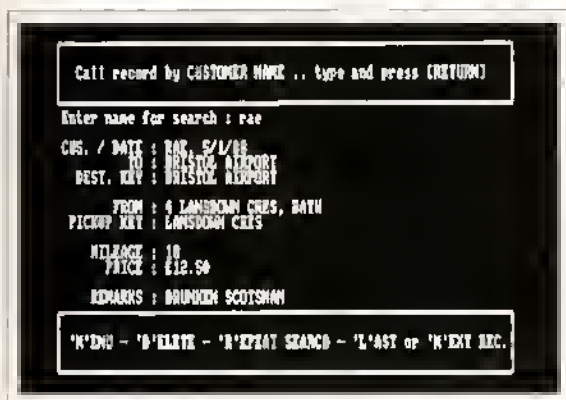 Call record by CUSTOMER NAME .. type and press [RETURN]
Enter name for search : rae
CUS. / DATE : RAE, 5/1/88
TO : BRISTOL AIRPORT
DEST. KEY : BRISTOL AIRPORT
FROM : 4 LANSDOWN CRES, BATH
PICKUP KEY : LANSDOWN CRES
MILEAGE : 18
PRICE : £12.50
REMARKS : DRUNKEN SCOTSMAN
'M'ENU - 'D'ELETE - 'R'EPEAT SEARCH - 'L'AST or 'N'EXT REC.